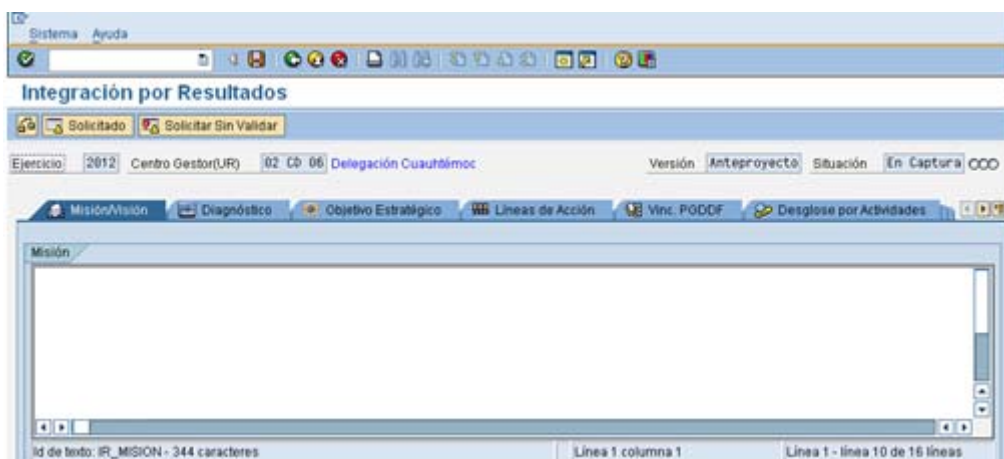 Sistema Ayuda
Integración por Resultados
Solicitado Solicitar Sin Validar
Ejercicio 2012 Centro Gestor(UR) 02 CD 06 Delegación Cuauhtémoc Versión Anteproyecto Situación En Captura
Misión/Visión Diagnóstico Objetivo Estratégico Líneas de Acción Vinc. PGDDF Desglose por Actividades
Misión
Id de texto: IR_MISION - 344 caracteres Línea 1 columna 1 Línea 1 - línea 10 de 16 líneas